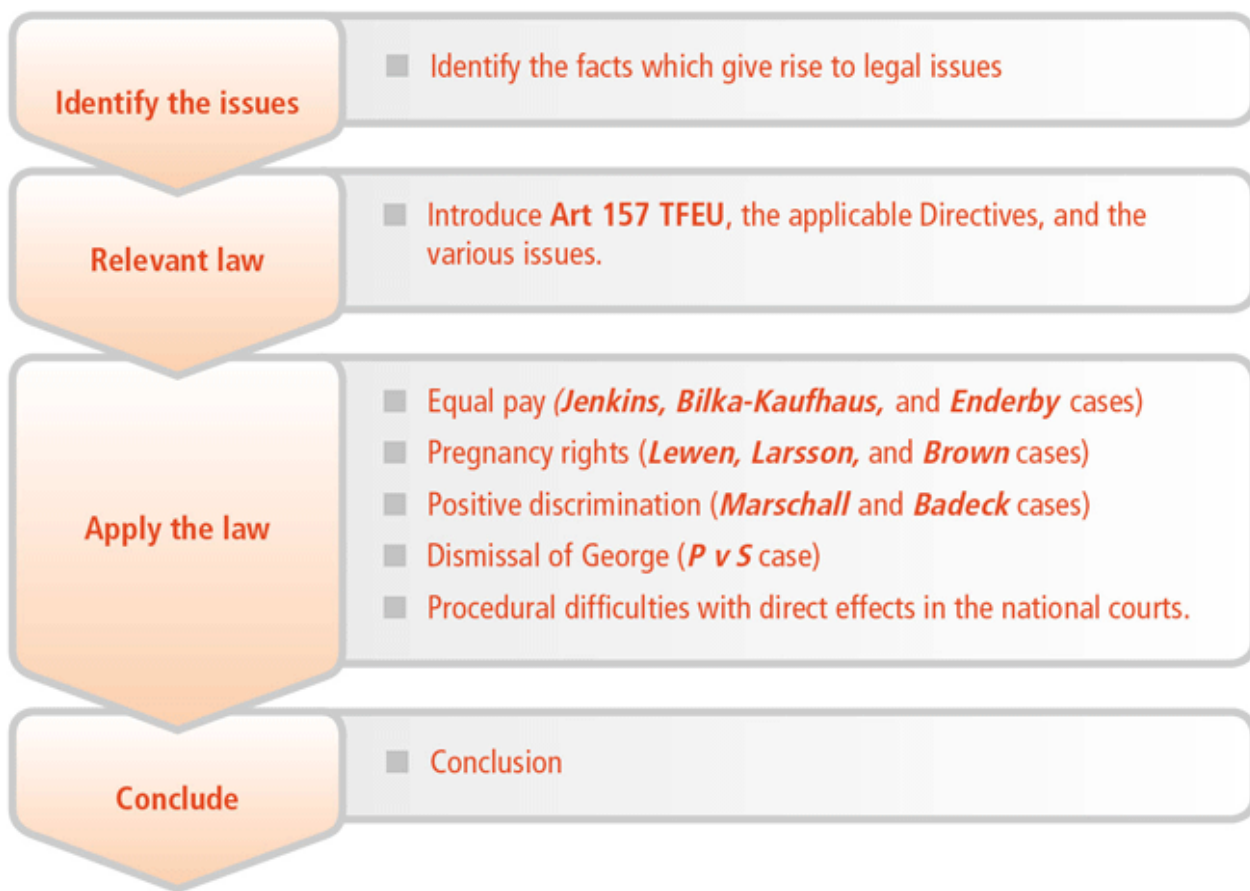 Identify the issues
■ Identify the facts which give rise to legal issues
Relevant law
■ Introduce Art 157 TFEU, the applicable Directives, and the
various issues.
Apply the law
■ Equal pay (Jenkins, Bilka-Kaufhaus, and Enderby cases)
■ Pregnancy rights (Lewen, Larsson, and Brown cases)
■ Positive discrimination (Marschall and Badeck cases)
■ Dismissal of George (P v S case)
■ Procedural difficulties with direct effects in the national courts.
Conclude
■ Conclusion